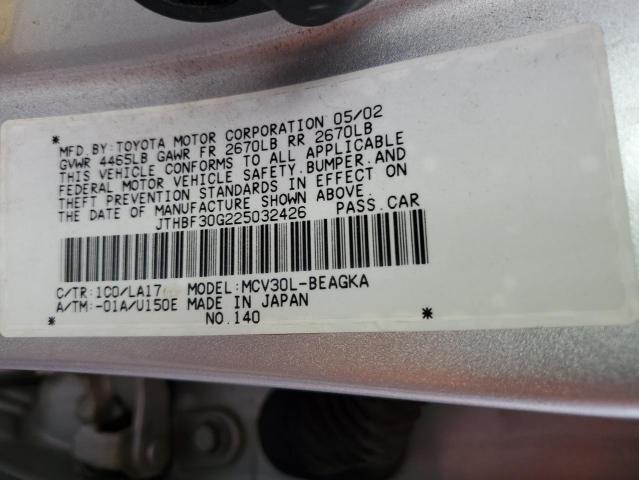 * MFD.BY:TOYOTA MOTOR CORPORATION 05/02
GVWR 4465LB GAWR FR 2670LB RR 2670LB
THIS VEHICLE CONFORMS TO ALL APPLICABLE
FEDERAL MOTOR VEHICLE SAFETY,BUMPER,AND
THEFT PREVENTION STANDARDS IN EFFECT ON
THE DATE OF MANUFACTURE SHOWN ABOVE.
JTHBF30G225032426 PASS.CAR
C/TR:1C0/LA17 MODEL:MCV30L-BEAGKA
A/TM:-01A/U150E MADE IN JAPAN
* NO.140 *